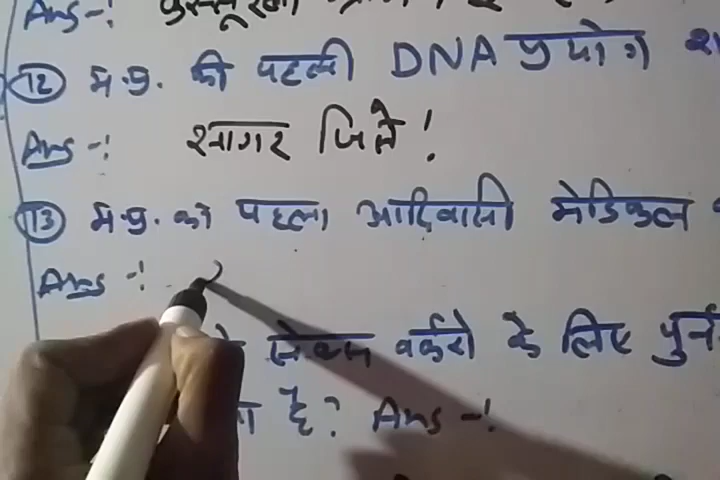 Ans-!
12 म.प्र. की पहली DNA प्रयोग
Ans-! सागर जिले!
13 म.प्र. का पहला आदिवासी मेडिकल
Ans-!
सेक्स वर्करो के लिए पुर्न
है? Ans-!